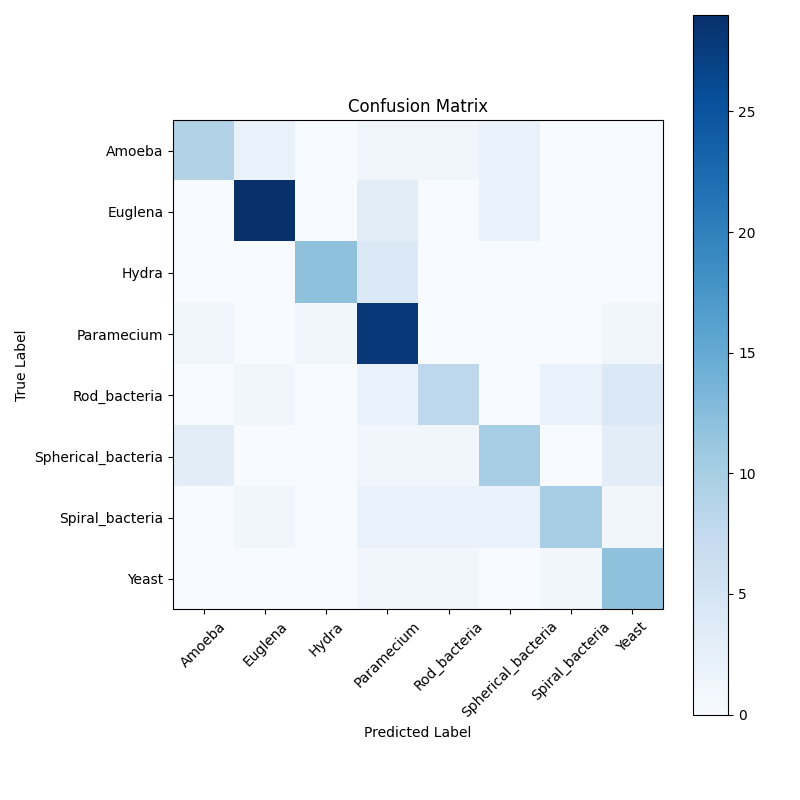 Confusion Matrix
True Label
Amoeba
Euglena
Hydra
Paramecium
Rod_bacteria
Spherical_bacteria
Spiral_bacteria
Yeast
Amoeba
Euglena
Hydra
Paramecium
Rod_bacteria
Spherical_bacteria
Spiral_bacteria
Yeast
Predicted Label
25
20
15
10
5
0